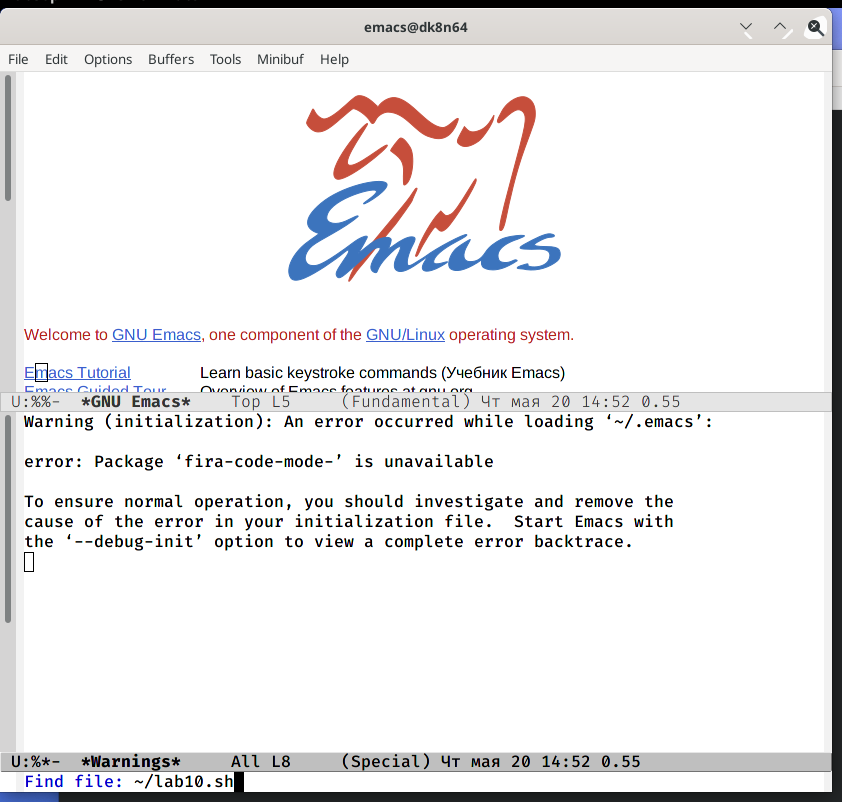 emacs@dk8n64
File Edit Options Buffers Tools Minibuf Help
Emacs
Welcome to GNU Emacs, one component of the GNU/Linux operating system.
Emacs Tutorial Learn basic keystroke commands (Учебник Emacs)
Emacs Guided Tour Overview of Emacs features at gnu.org
U:%%- *GNU Emacs* Top L5 (Fundamental) Чт мая 20 14:52 0.55
Warning (initialization): An error occurred while loading ‘~/.emacs’:
error: Package ‘fira-code-mode-’ is unavailable
To ensure normal operation, you should investigate and remove the
cause of the error in your initialization file. Start Emacs with
the ‘--debug-init’ option to view a complete error backtrace.
U:%*- *Warnings* All L8 (Special) Чт мая 20 14:52 0.55
Find file: ~/lab10.sh